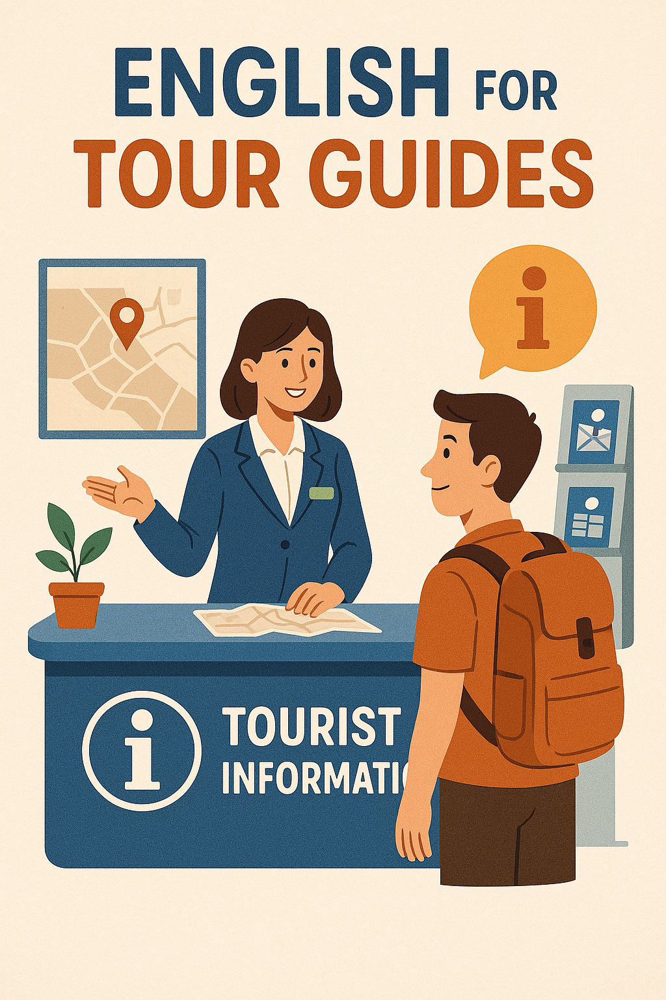 ENGLISH FOR
TOUR GUIDES
i
i
TOURIST
INFORMATI